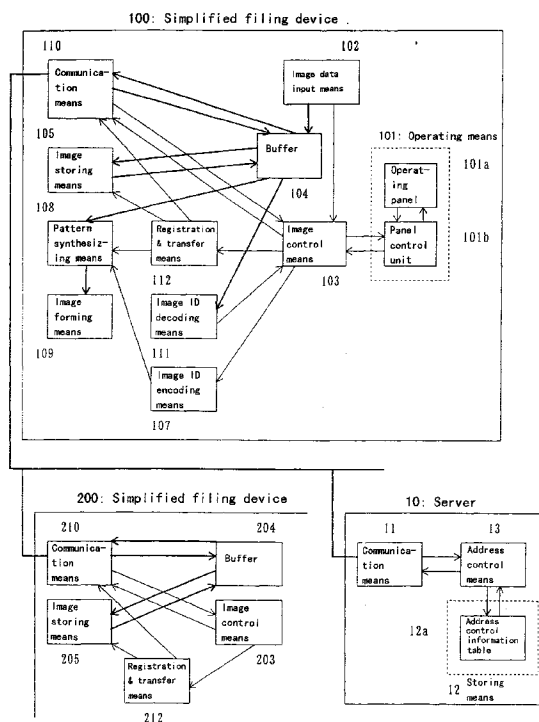 100: Simplified filing device
110
102
Communica-
tion
means
Image data
input means
105
101: Operating means
Image
storing
means
Buffer
104
101a
Operat-
ing
panel
108
Pattern
synthesiz-
ing means
Registration
& transfer
means
112
Image
control
means
103
Panel
control
unit
101b
Image
forming
means
109
Image ID
decoding
means
111
Image ID
encoding
means
107
200: Simplified filing device
210
204
Communica-
tion
means
Buffer
Image
storing
means
205
Image
control
means
203
Registration
& transfer
means
212
10: Server
11
13
Communica-
tion
means
Address
control
means
12a
Address
control
information
table
12
Storing
means